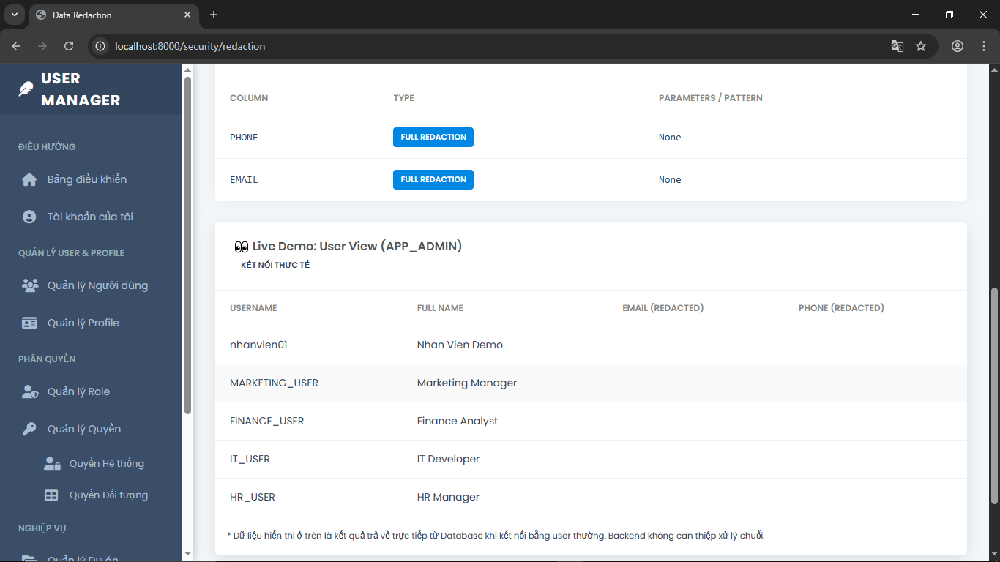 Data Redaction
localhost:8000/security/redaction
USER
MANAGER
ĐIỀU HƯỚNG
Bảng điều khiển
Tài khoản của tôi
QUẢN LÝ USER & PROFILE
Quản lý Người dùng
Quản lý Profile
PHÂN QUYỀN
Quản lý Role
Quản lý Quyền
Quyền Hệ thống
Quyền Đối tượng
NGHIỆP VỤ
Quản lý Dự án
COLUMN TYPE PARAMETERS / PATTERN
PHONE FULL REDACTION None
EMAIL FULL REDACTION None
👀 Live Demo: User View (APP_ADMIN)
KẾT NỐI THỰC TẾ
USERNAME FULL NAME EMAIL (REDACTED) PHONE (REDACTED)
nhanvien01 Nhan Vien Demo
MARKETING_USER Marketing Manager
FINANCE_USER Finance Analyst
IT_USER IT Developer
HR_USER HR Manager
* Dữ liệu hiển thị ở trên là kết quả trả về trực tiếp từ Database khi kết nối bằng user thường. Backend không can thiệp xử lý chuỗi.